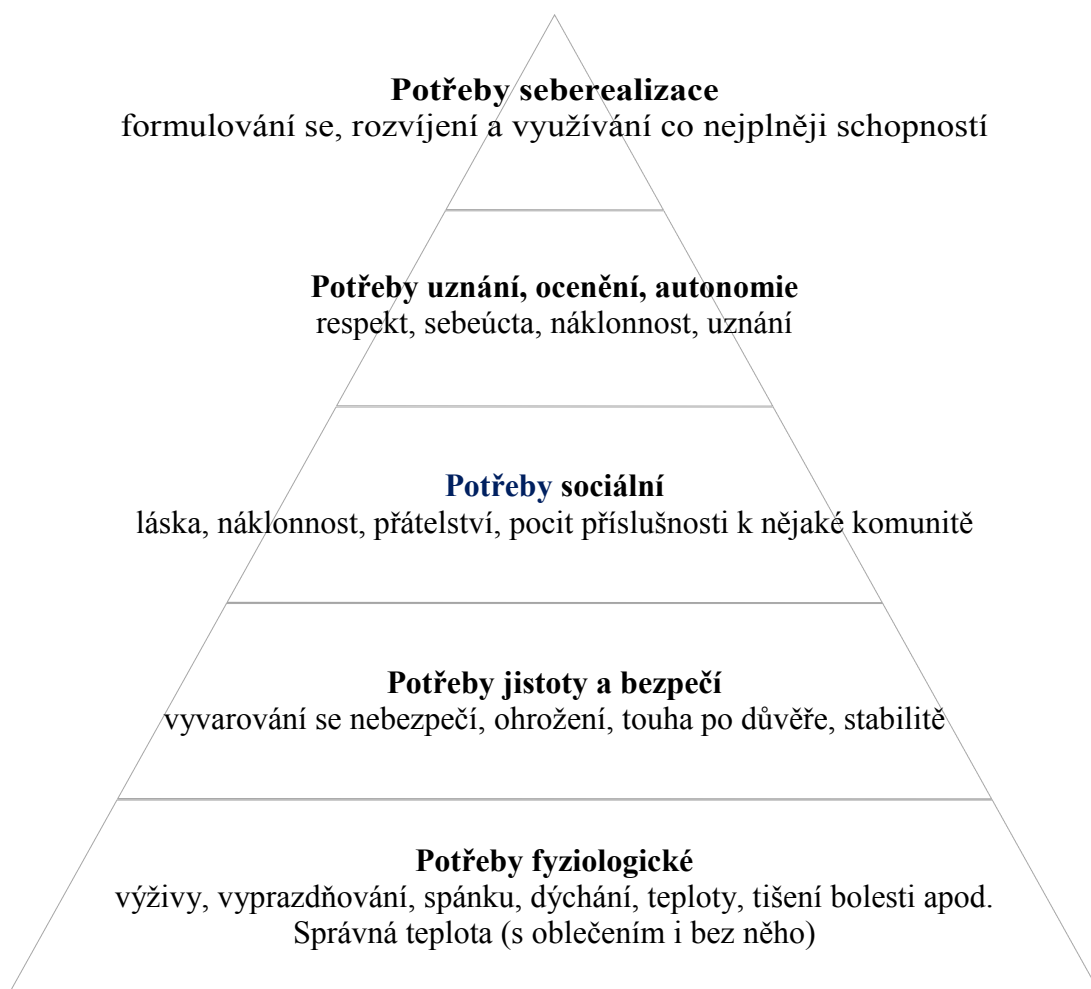 Potřeby seberealizace
formulování se, rozvíjení a využívání co nejplněji schopností
Potřeby uznání, ocenění, autonomie
respekt, sebeúcta, náklonnost, uznání
Potřeby sociální
láska, náklonnost, přátelství, pocit příslušnosti k nějaké komunitě
Potřeby jistoty a bezpečí
vyvarování se nebezpečí, ohrožení, touha po důvěře, stabilitě
Potřeby fyziologické
výživy, vyprazdňování, spánku, dýchání, teploty, tišení bolesti apod.
Správná teplota (s oblečením i bez něho)